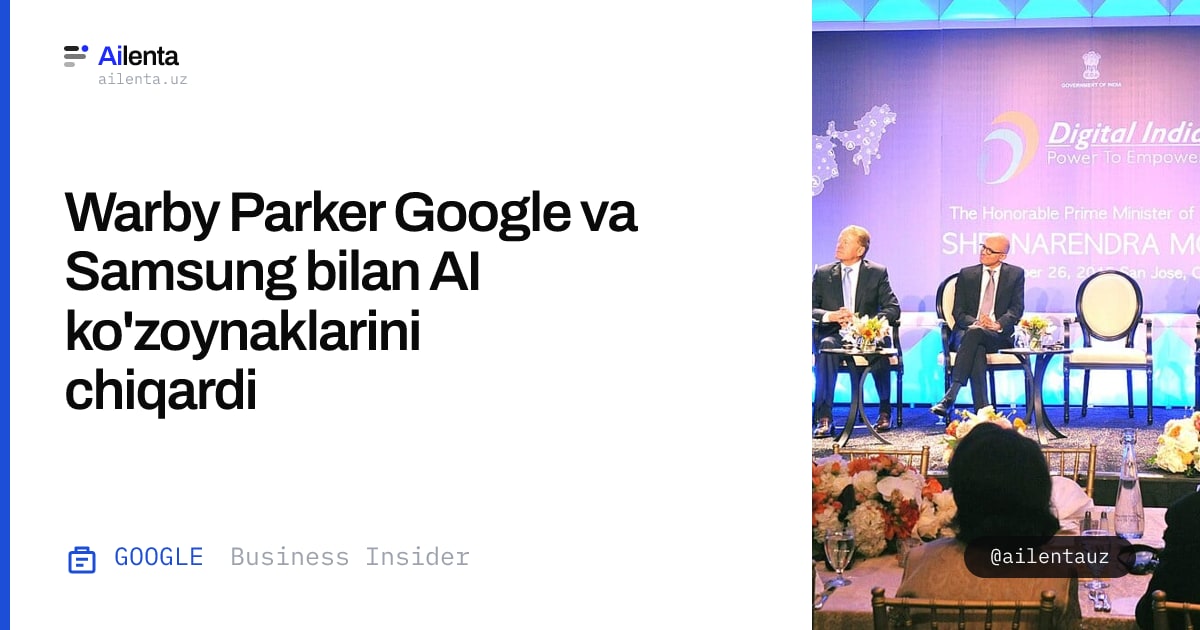 Ailenta
ailenta.uz
Warby Parker Google va
Samsung bilan AI
ko'zoynaklarini
chiqardi
GOOGLE Business Insider
GOVERNMENT OF INDIA
Digital India
Power To Empower
The Honorable Prime Minister of
NARENDRA
26, San Jose,
@ailentauz